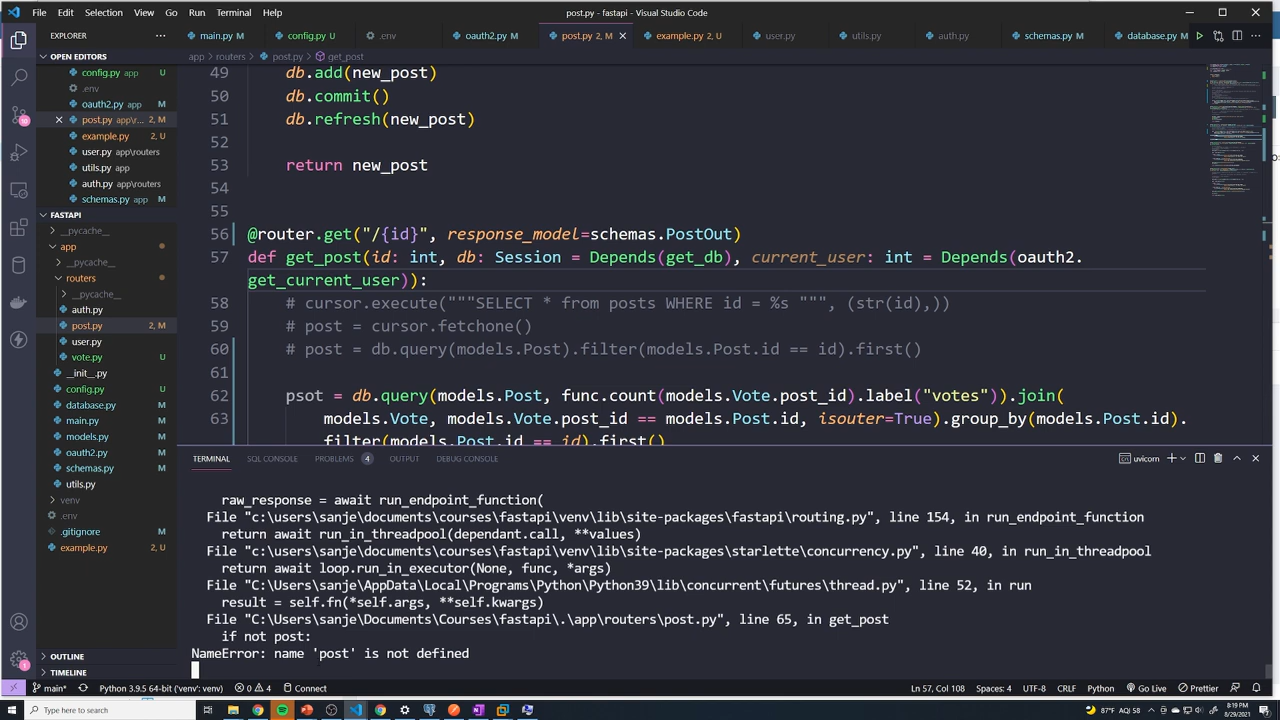 File Edit Selection View Go Run Terminal Help post.py - fastapi - Visual Studio Code
EXPLORER ··· main.py M config.py U .env oauth2.py M post.py 2, M example.py 2, U user.py utils.py auth.py schemas.py M database.py M
OPEN EDITORS
app > routers > post.py > get_post
config.py U
.env
oauth2.py app M
post.py app\r... 2, M
example.py 2, U
user.py app\routers
utils.py app
auth.py app\routers
schemas.py app M
FASTAPI
__pycache__
app
__pycache__
routers
__pycache__
auth.py
post.py 2, M
user.py
vote.py U
__init__.py
config.py U
database.py M
main.py M
models.py M
oauth2.py M
schemas.py M
utils.py
venv
.env
.gitignore U
example.py 2, U
OUTLINE
TIMELINE
49 db.add(new_post)
50 db.commit()
51 db.refresh(new_post)
52
53 return new_post
54
55
56 @router.get("/{id}", response_model=schemas.PostOut)
57 def get_post(id: int, db: Session = Depends(get_db), current_user: int = Depends(oauth2.
get_current_user)):
58 # cursor.execute("""SELECT * from posts WHERE id = %s """, (str(id),))
59 # post = cursor.fetchone()
60 # post = db.query(models.Post).filter(models.Post.id == id).first()
61
62 psot = db.query(models.Post, func.count(models.Vote.post_id).label("votes")).join(
63 models.Vote, models.Vote.post_id == models.Post.id, isouter=True).group_by(models.Post.id).
filter(models.Post.id == id).first()
TERMINAL SQL CONSOLE PROBLEMS 4 OUTPUT DEBUG CONSOLE uvicorn
raw_response = await run_endpoint_function(
File "c:\users\sanje\documents\courses\fastapi\venv\lib\site-packages\fastapi\routing.py", line 154, in run_endpoint_function
return await run_in_threadpool(dependant.call, **values)
File "c:\users\sanje\documents\courses\fastapi\venv\lib\site-packages\starlette\concurrency.py", line 40, in run_in_threadpool
return await loop.run_in_executor(None, func, *args)
File "C:\Users\sanje\AppData\Local\Programs\Python\Python39\lib\concurrent\futures\thread.py", line 52, in run
result = self.fn(*self.args, **self.kwargs)
File "C:\Users\sanje\Documents\Courses\fastapi\.\app\routers\post.py", line 65, in get_post
if not post:
NameError: name 'post' is not defined
main* Python 3.9.5 64-bit ('venv': venv) 0 4 Connect Ln 57, Col 108 Spaces: 4 UTF-8 CRLF Python Go Live Prettier
Type here to search 83°F AQI 58 8:19 PM
8/29/2021